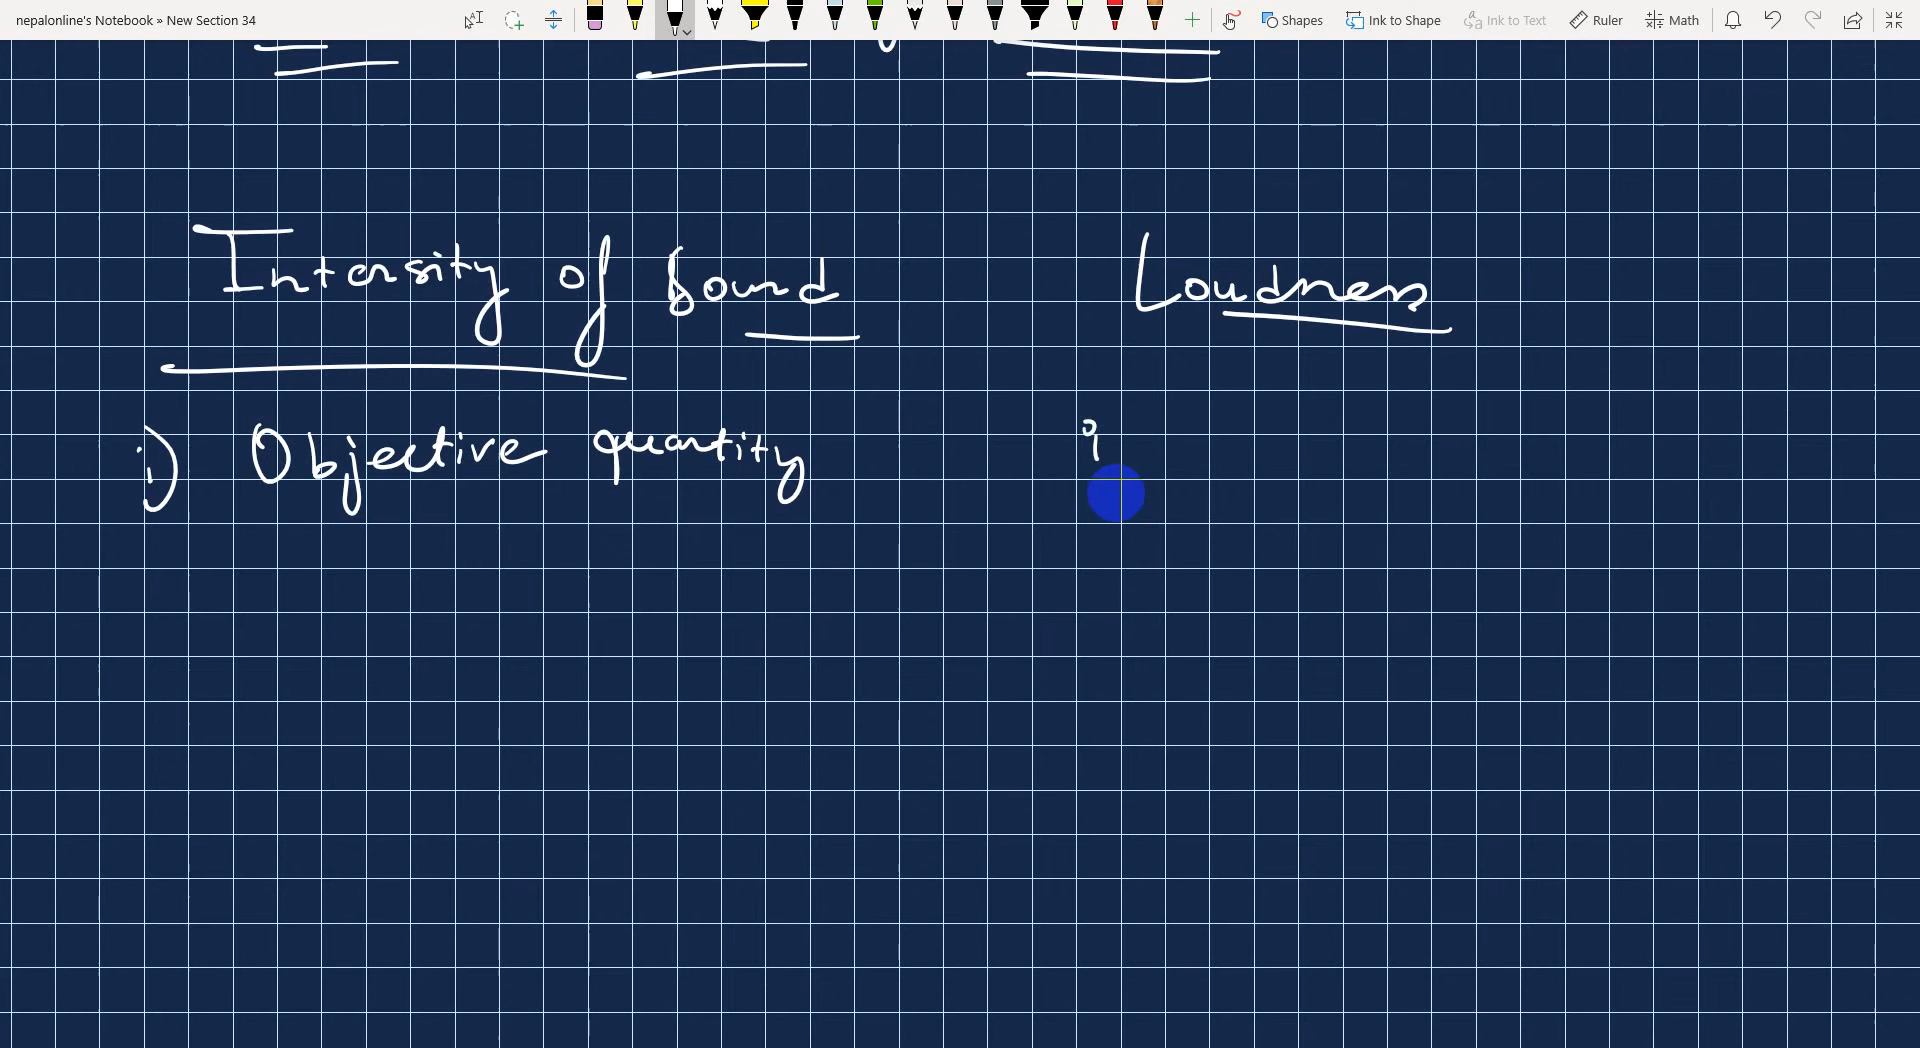 nepalonline's Notebook » New Section 34
Shapes Ink to Shape Ink to Text Ruler Math
Intensity of Sound Loudness
i) Objective quantity i